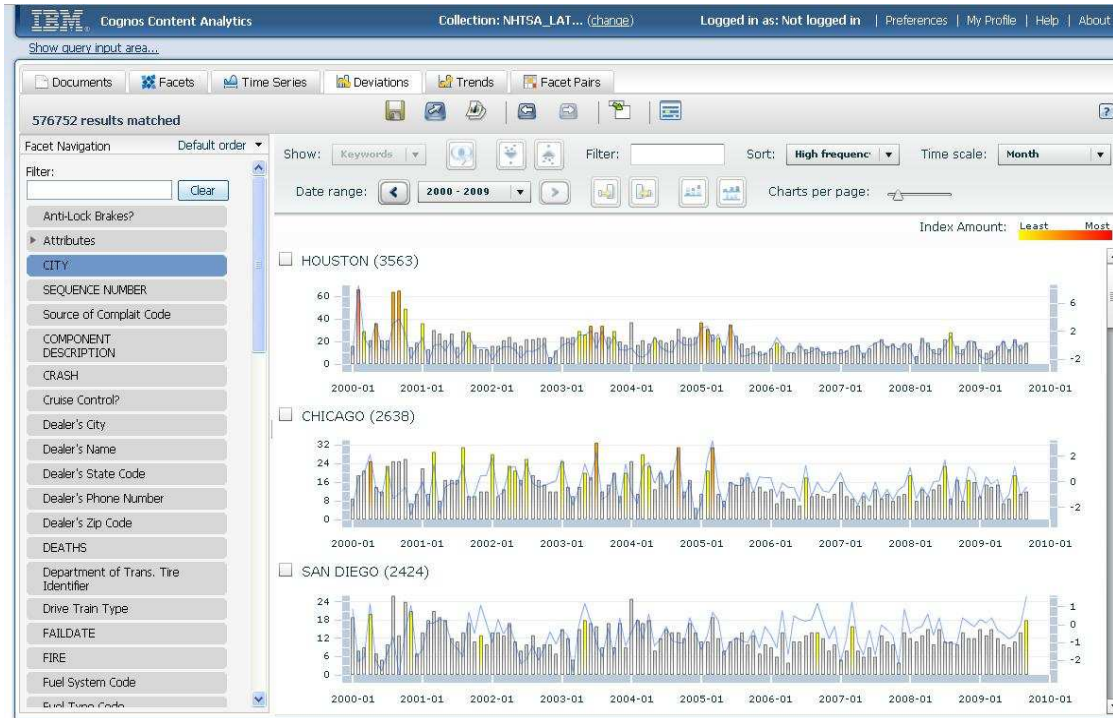 IBM. Cognos Content Analytics Collection: NHTSA_LAT... (change) Logged in as: Not logged in | Preferences | My Profile | Help | About
Show query input area...
Documents Facets Time Series Deviations Trends Facet Pairs
576752 results matched
Facet Navigation Default order
Filter:
Clear
Anti-Lock Brakes?
Attributes
CITY
SEQUENCE NUMBER
Source of Complait Code
COMPONENT
DESCRIPTION
CRASH
Cruise Control?
Dealer's City
Dealer's Name
Dealer's State Code
Dealer's Phone Number
Dealer's Zip Code
DEATHS
Department of Trans. Tire
Identifier
Drive Train Type
FAILDATE
FIRE
Fuel System Code
Fuel Type Code
Show: Keywords Filter: Sort: High frequenc Time scale: Month
Date range: 2000 - 2009 Charts per page:
Index Amount: Least Most
HOUSTON (3563)
60
40
20
0
6
2
-2
2000-01 2001-01 2002-01 2003-01 2004-01 2005-01 2006-01 2007-01 2008-01 2009-01 2010-01
CHICAGO (2638)
32
24
16
8
0
2
0
-2
2000-01 2001-01 2002-01 2003-01 2004-01 2005-01 2006-01 2007-01 2008-01 2009-01 2010-01
SAN DIEGO (2424)
24
18
12
6
0
1
0
-1
-2
2000-01 2001-01 2002-01 2003-01 2004-01 2005-01 2006-01 2007-01 2008-01 2009-01 2010-01